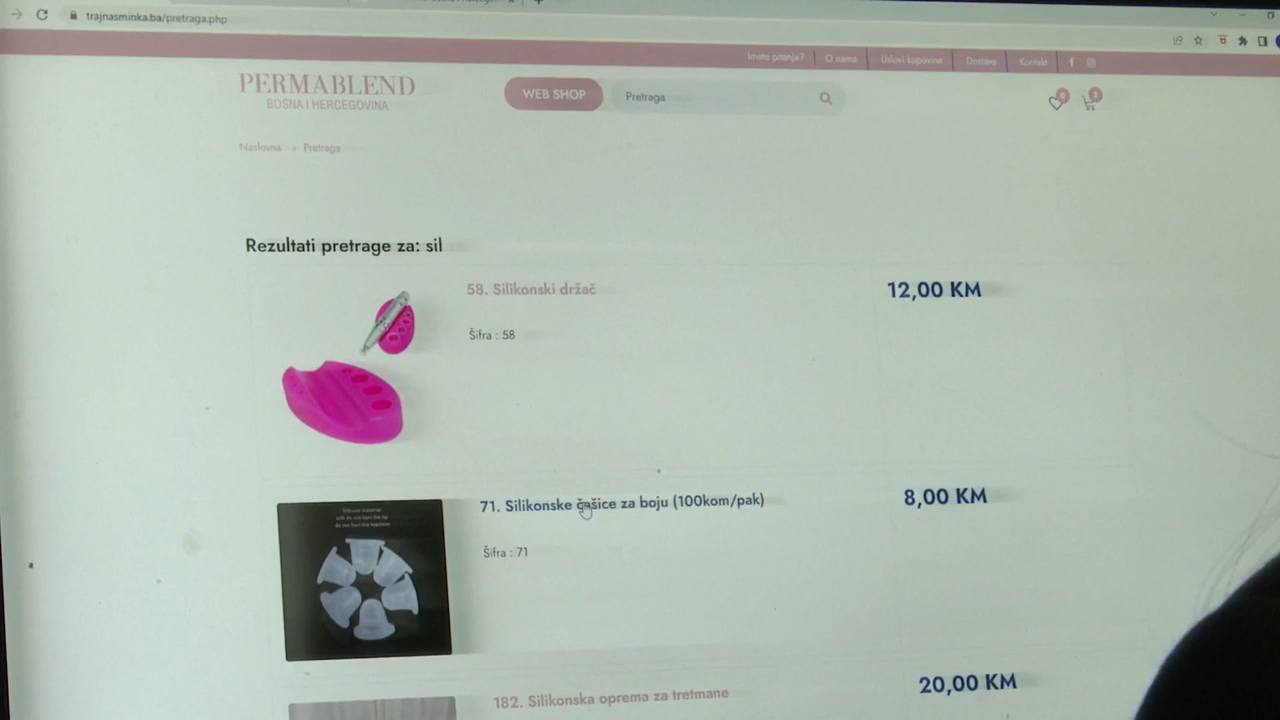 trajnasminka.ba/pretraga.php
Imate pitanja? O nama Uslovi kupovine Dostava Kontakt
PERMABLEND
BOSNA I HERCEGOVINA
WEB SHOP
Pretraga
0
3
Naslovna > Pretraga
Rezultati pretrage za: sil
58. Silikonski držač
12,00 KM
Šifra : 58
71. Silikonske čašice za boju (100kom/pak)
8,00 KM
Šifra : 71
182. Silikonska oprema za tretmane
20,00 KM